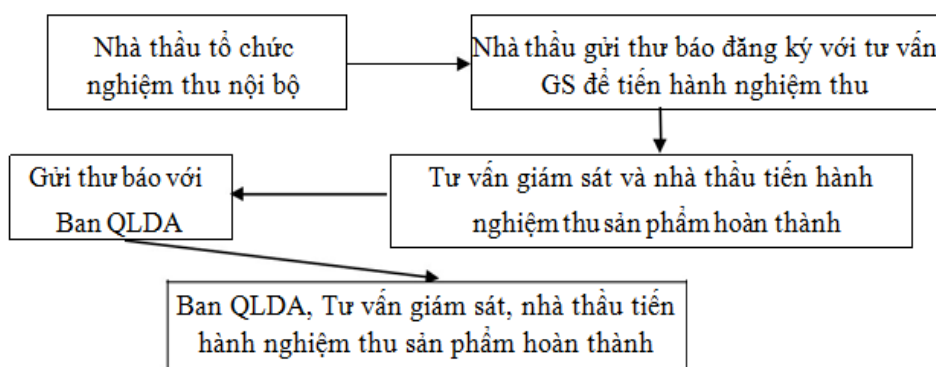 Nhà thầu tổ chức
nghiệm thu nội bộ
Nhà thầu gửi thư báo đăng ký với tư vấn
GS để tiến hành nghiệm thu
Tư vấn giám sát và nhà thầu tiến hành
nghiệm thu sản phẩm hoàn thành
Gửi thư báo với
Ban QLDA
Ban QLDA, Tư vấn giám sát, nhà thầu tiến
hành nghiệm thu sản phẩm hoàn thành